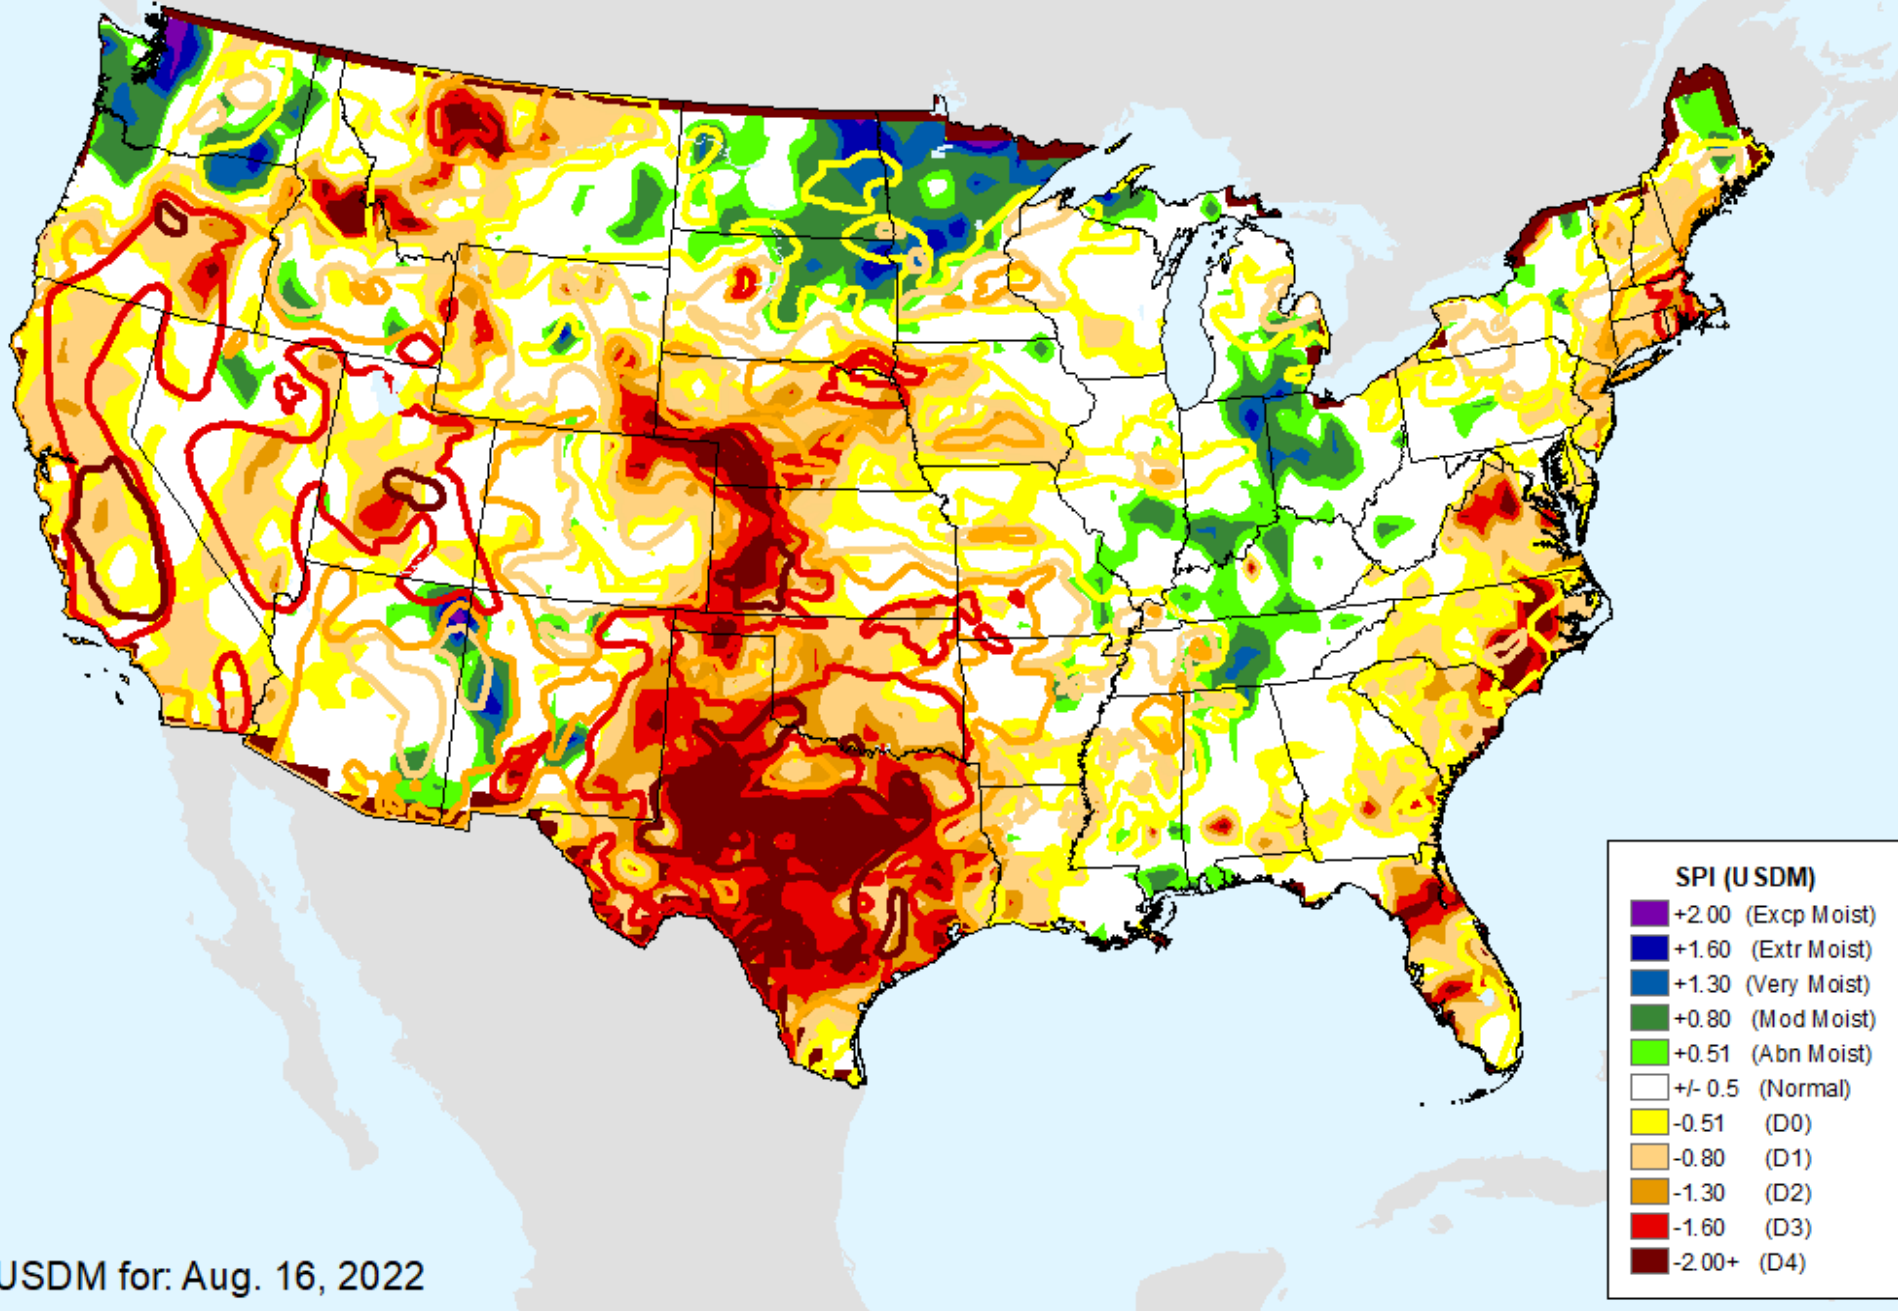 SPI (USDM)
+2.00 (Excp Moist)
+1.60 (Extr Moist)
+1.30 (Very Moist)
+0.80 (Mod Moist)
+0.51 (Abn Moist)
+/- 0.5 (Normal)
-0.51 (D0)
-0.80 (D1)
-1.30 (D2)
-1.60 (D3)
-2.00+ (D4)
USDM for: Aug. 16, 2022